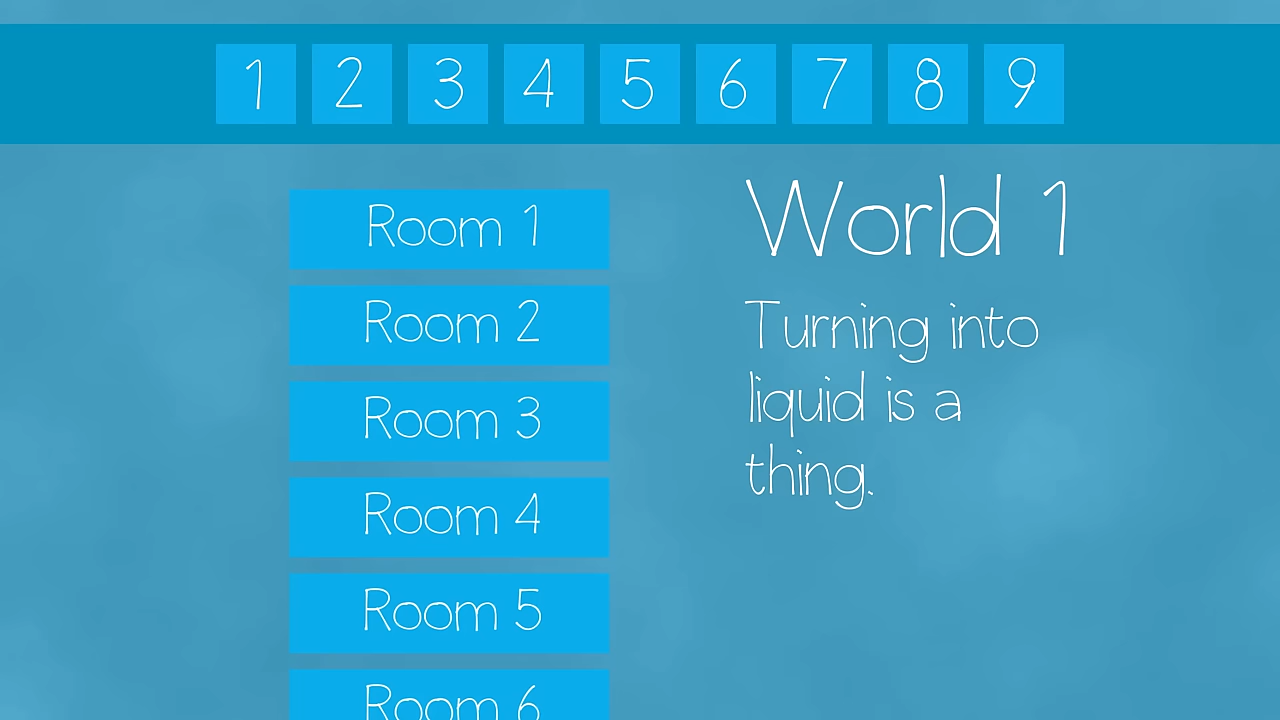 1 2 3 4 5 6 7 8 9
Room 1
Room 2
Room 3
Room 4
Room 5
Room 6
World 1
Turning into
liquid is a
thing.